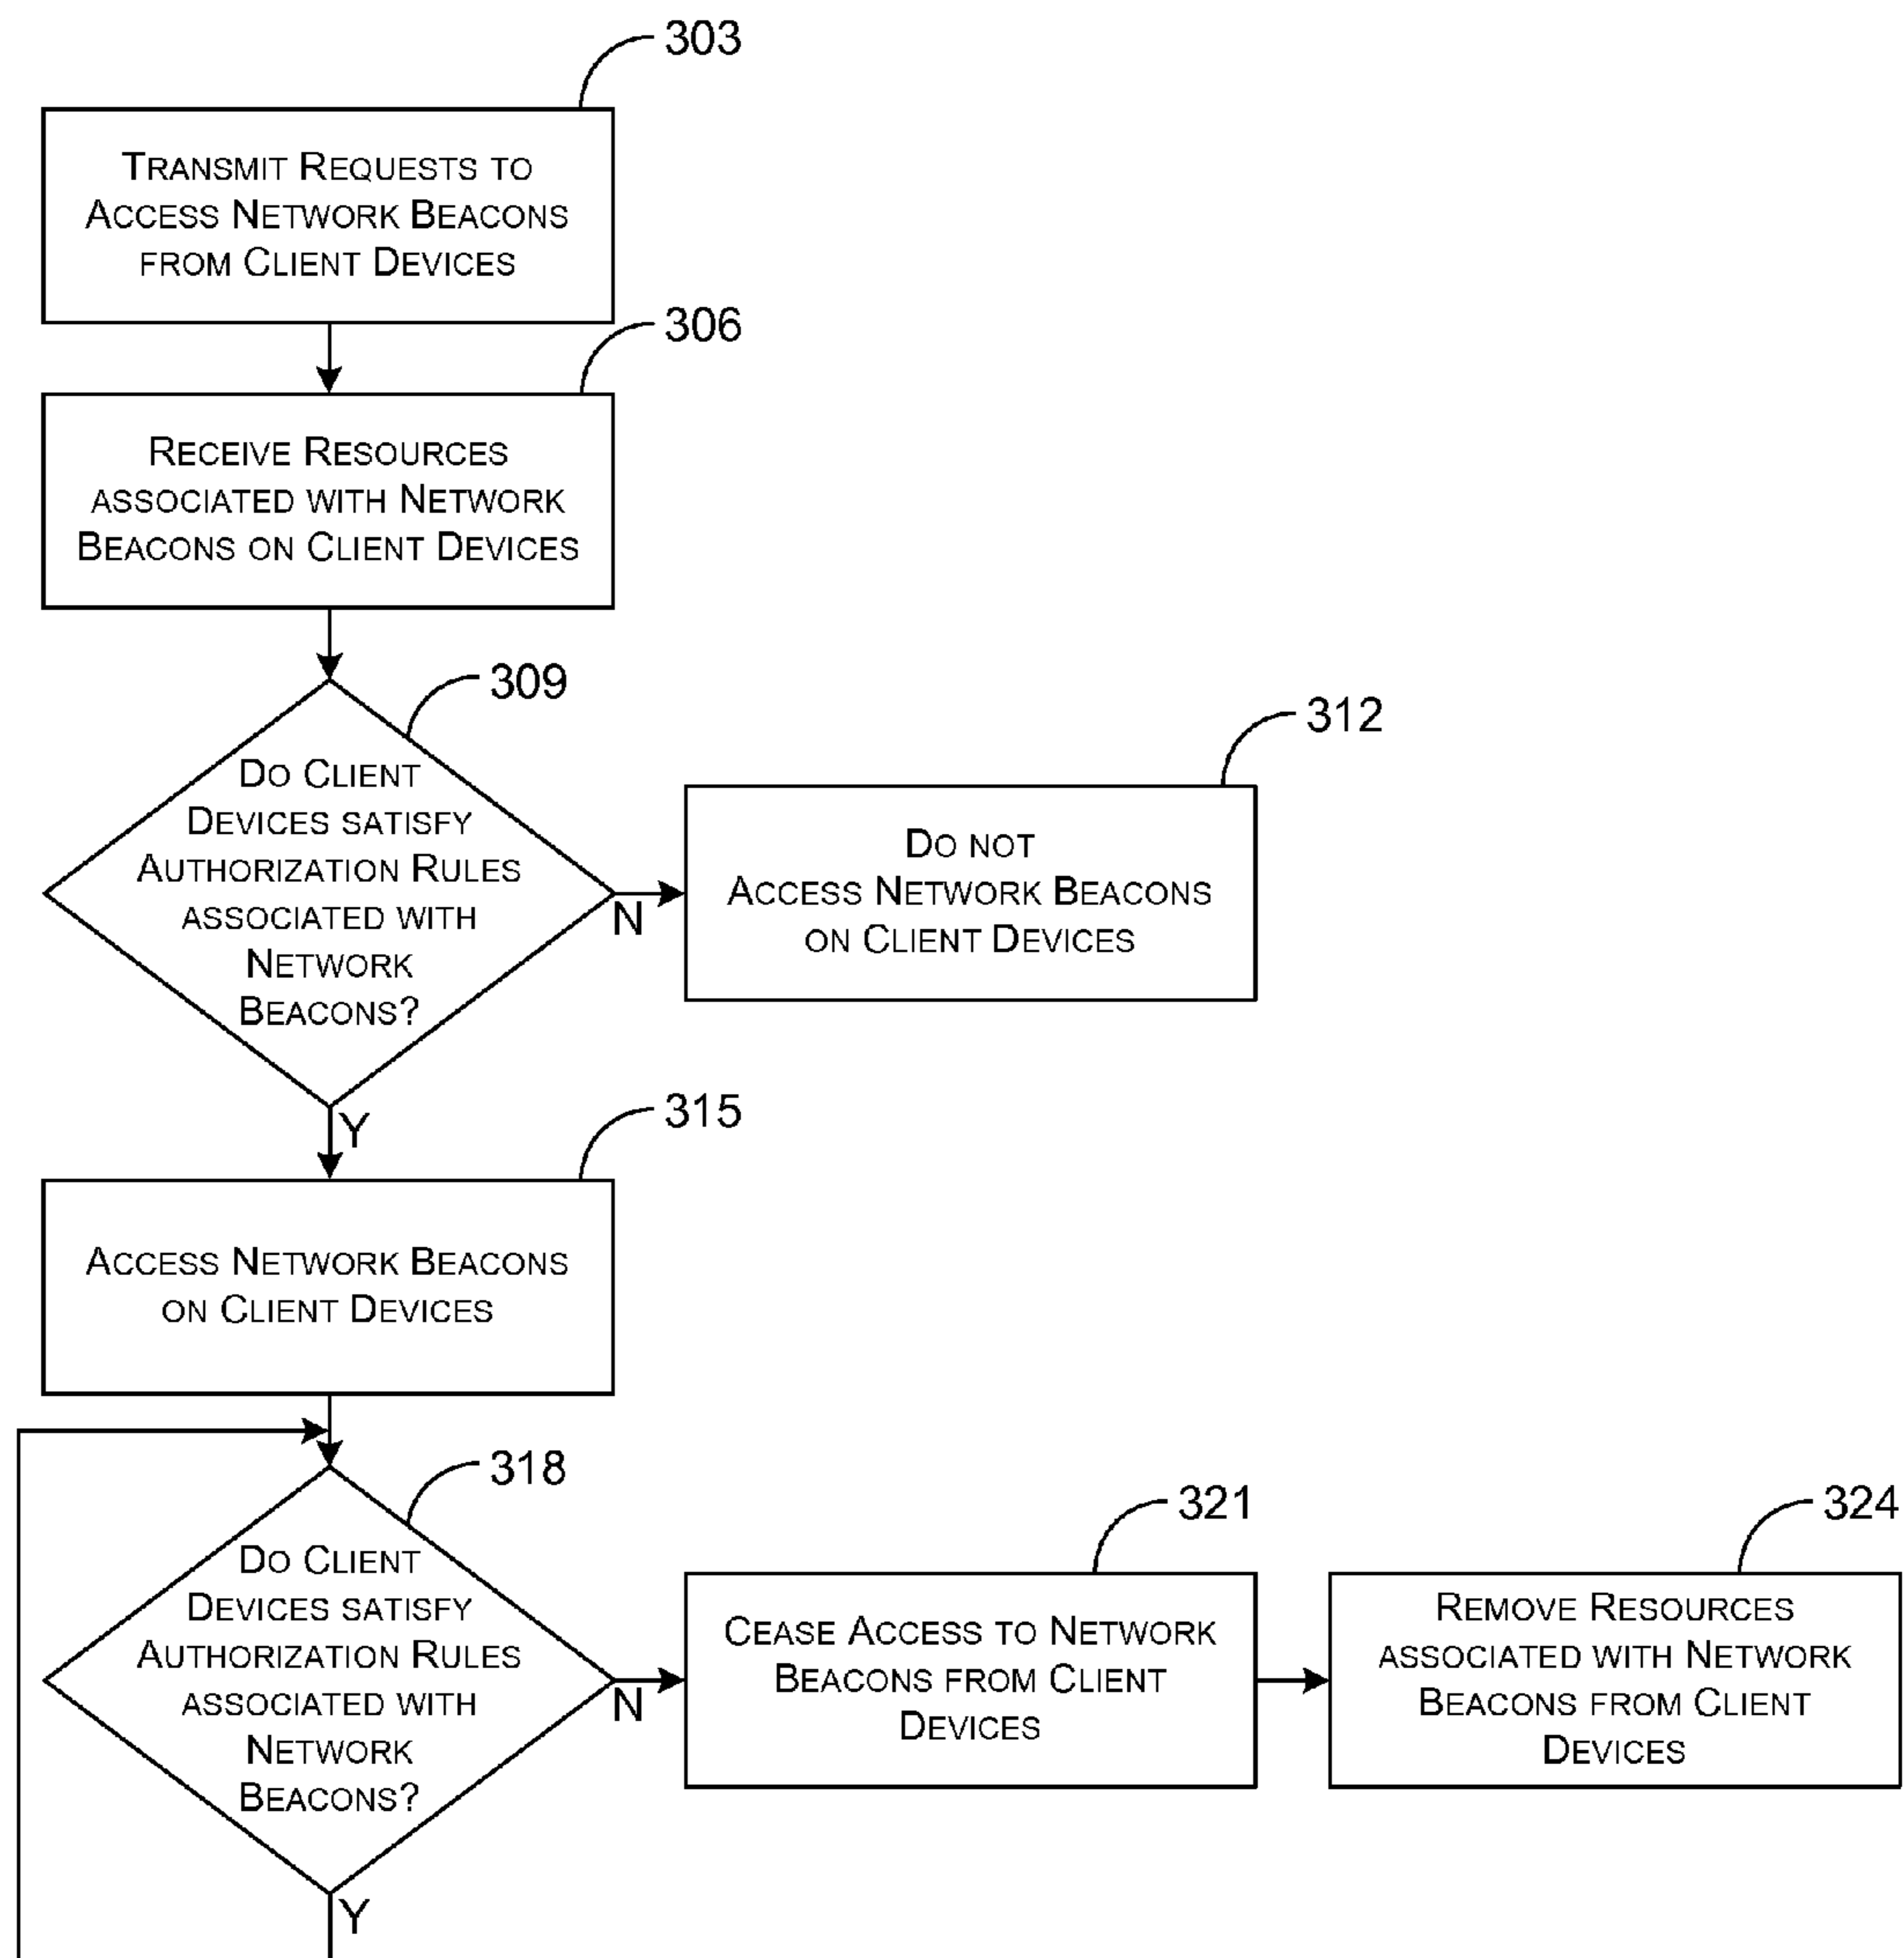 303
TRANSMIT REQUESTS TO
ACCESS NETWORK BEACONS
FROM CLIENT DEVICES
306
RECEIVE RESOURCES
ASSOCIATED WITH NETWORK
BEACONS ON CLIENT DEVICES
309
DO CLIENT
DEVICES SATISFY
AUTHORIZATION RULES
ASSOCIATED WITH
NETWORK
BEACONS?
N
312
DO NOT
ACCESS NETWORK BEACONS
ON CLIENT DEVICES
Y
315
ACCESS NETWORK BEACONS
ON CLIENT DEVICES
318
DO CLIENT
DEVICES SATISFY
AUTHORIZATION RULES
ASSOCIATED WITH
NETWORK
BEACONS?
N
321
CEASE ACCESS TO NETWORK
BEACONS FROM CLIENT
DEVICES
324
REMOVE RESOURCES
ASSOCIATED WITH NETWORK
BEACONS FROM CLIENT
DEVICES
Y